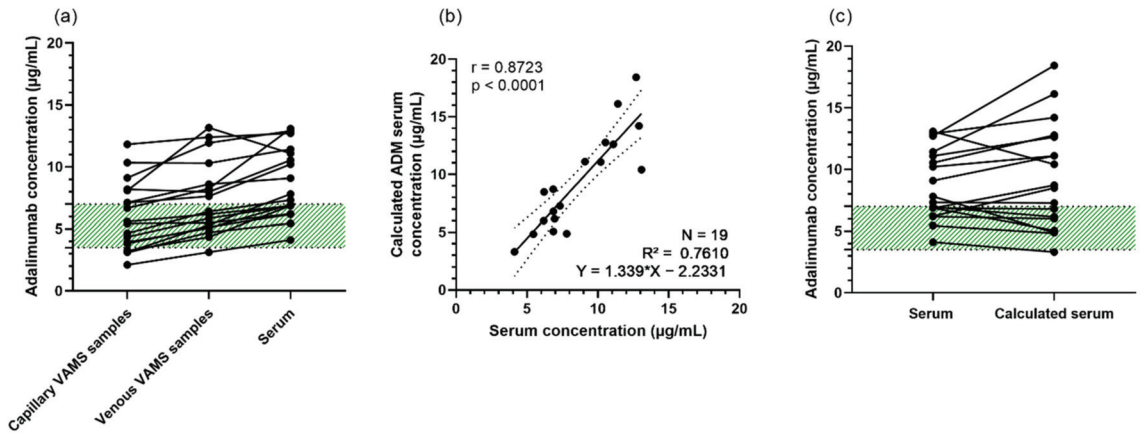 (a)
Adalimumab concentration (µg/mL)
20
15
10
5
0
Capillary VAMS samples
Venous VAMS samples
Serum
(b)
Calculated ADM serum
concentration (µg/mL)
20
15
10
5
0
r = 0.8723
p < 0.0001
N = 19
R² = 0.7610
Y = 1.339*X − 2.2331
0
5
10
15
20
Serum concentration (µg/mL)
(c)
Adalimumab concentration (µg/mL)
20
15
10
5
0
Serum
Calculated serum